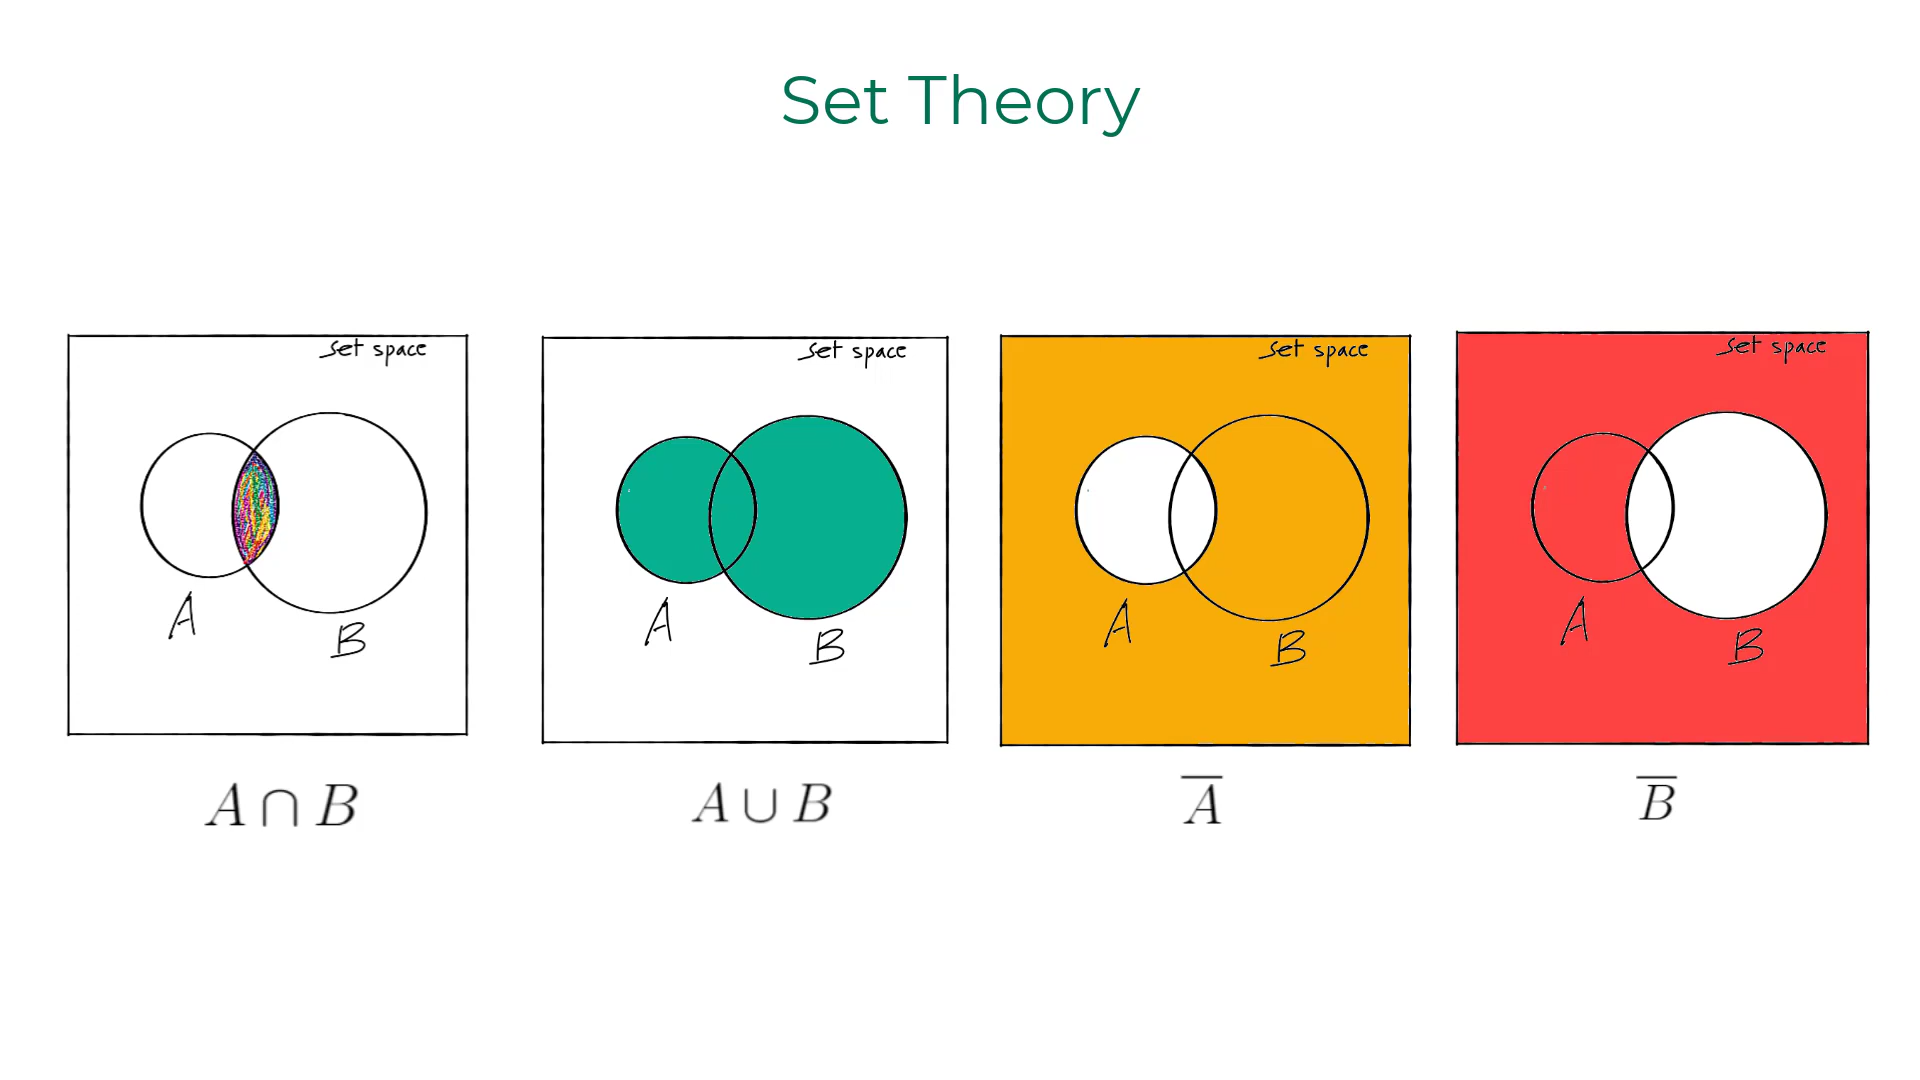 Set Theory
Set space
A
B
A ∩ B
Set space
A
B
A ∪ B
Set space
A
B
A̅
Set space
A
B
B̅